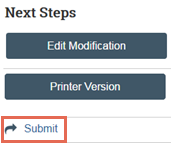 Next Steps
Edit Modification
Printer Version
Submit